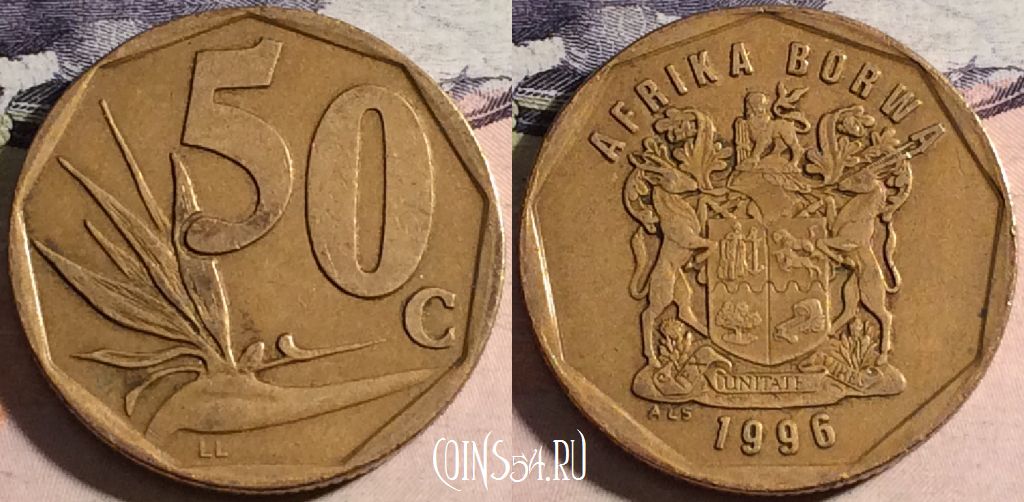 50
C
LL
AFRIKA BORWA
UNITATE
ALS
1996
COINS54.RU